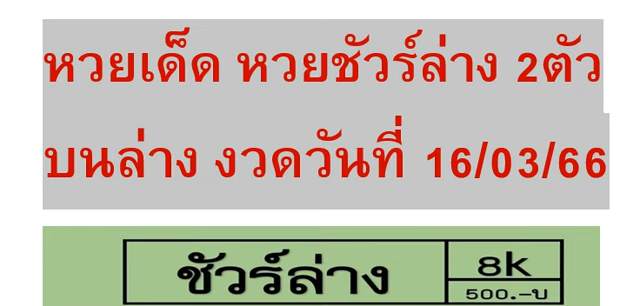 หวยเด็ด หวยชัวร์ล่าง 2ตัว
บนล่าง งวดวันที่ 16/03/66
ชัวร์ล่าง
8k
500.-บ